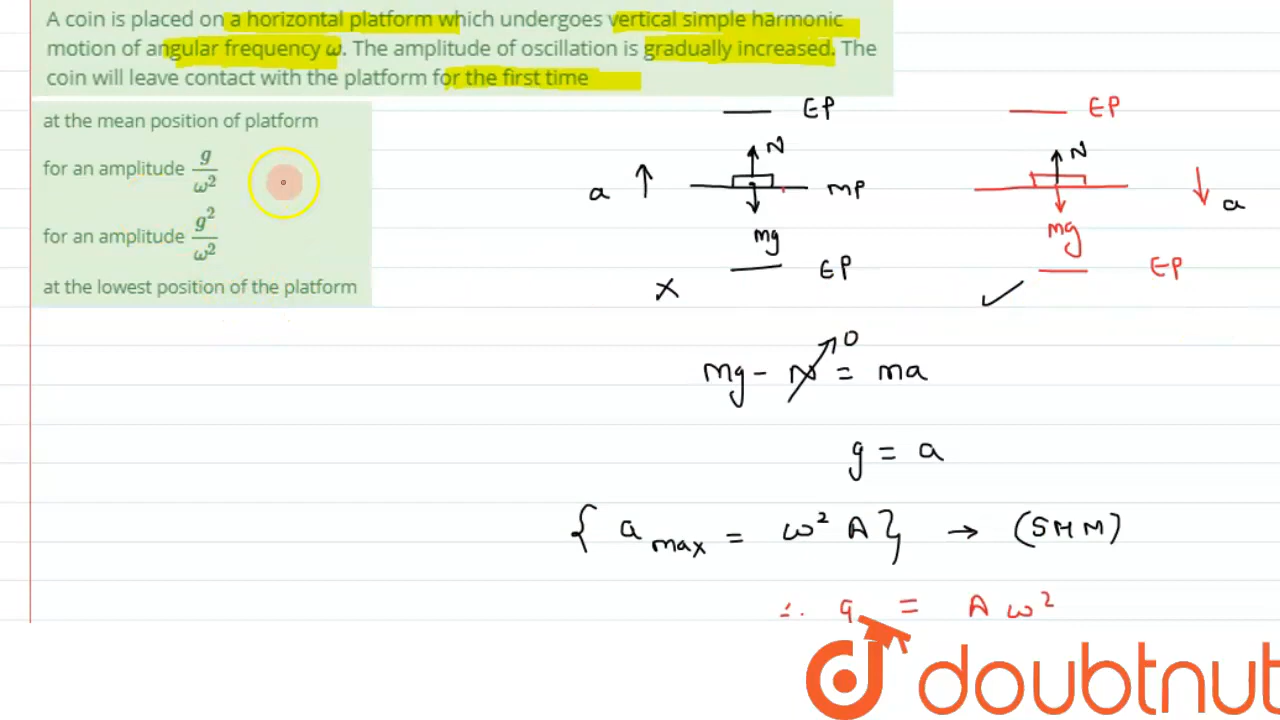 A coin is placed on a horizontal platform which undergoes vertical simple harmonic
motion of angular frequency ω. The amplitude of oscillation is gradually increased. The
coin will leave contact with the platform for the first time
at the mean position of platform
for an amplitude g/ω²
for an amplitude g²/ω²
at the lowest position of the platform
EP
N
a ↑ MP
mg
EP
×
EP
N
↓ a
mg
EP
✓
mg - N↗0 = ma
g = a
{ a max = ω² A } → (SHM)
∴ g = A ω²
doubtnut